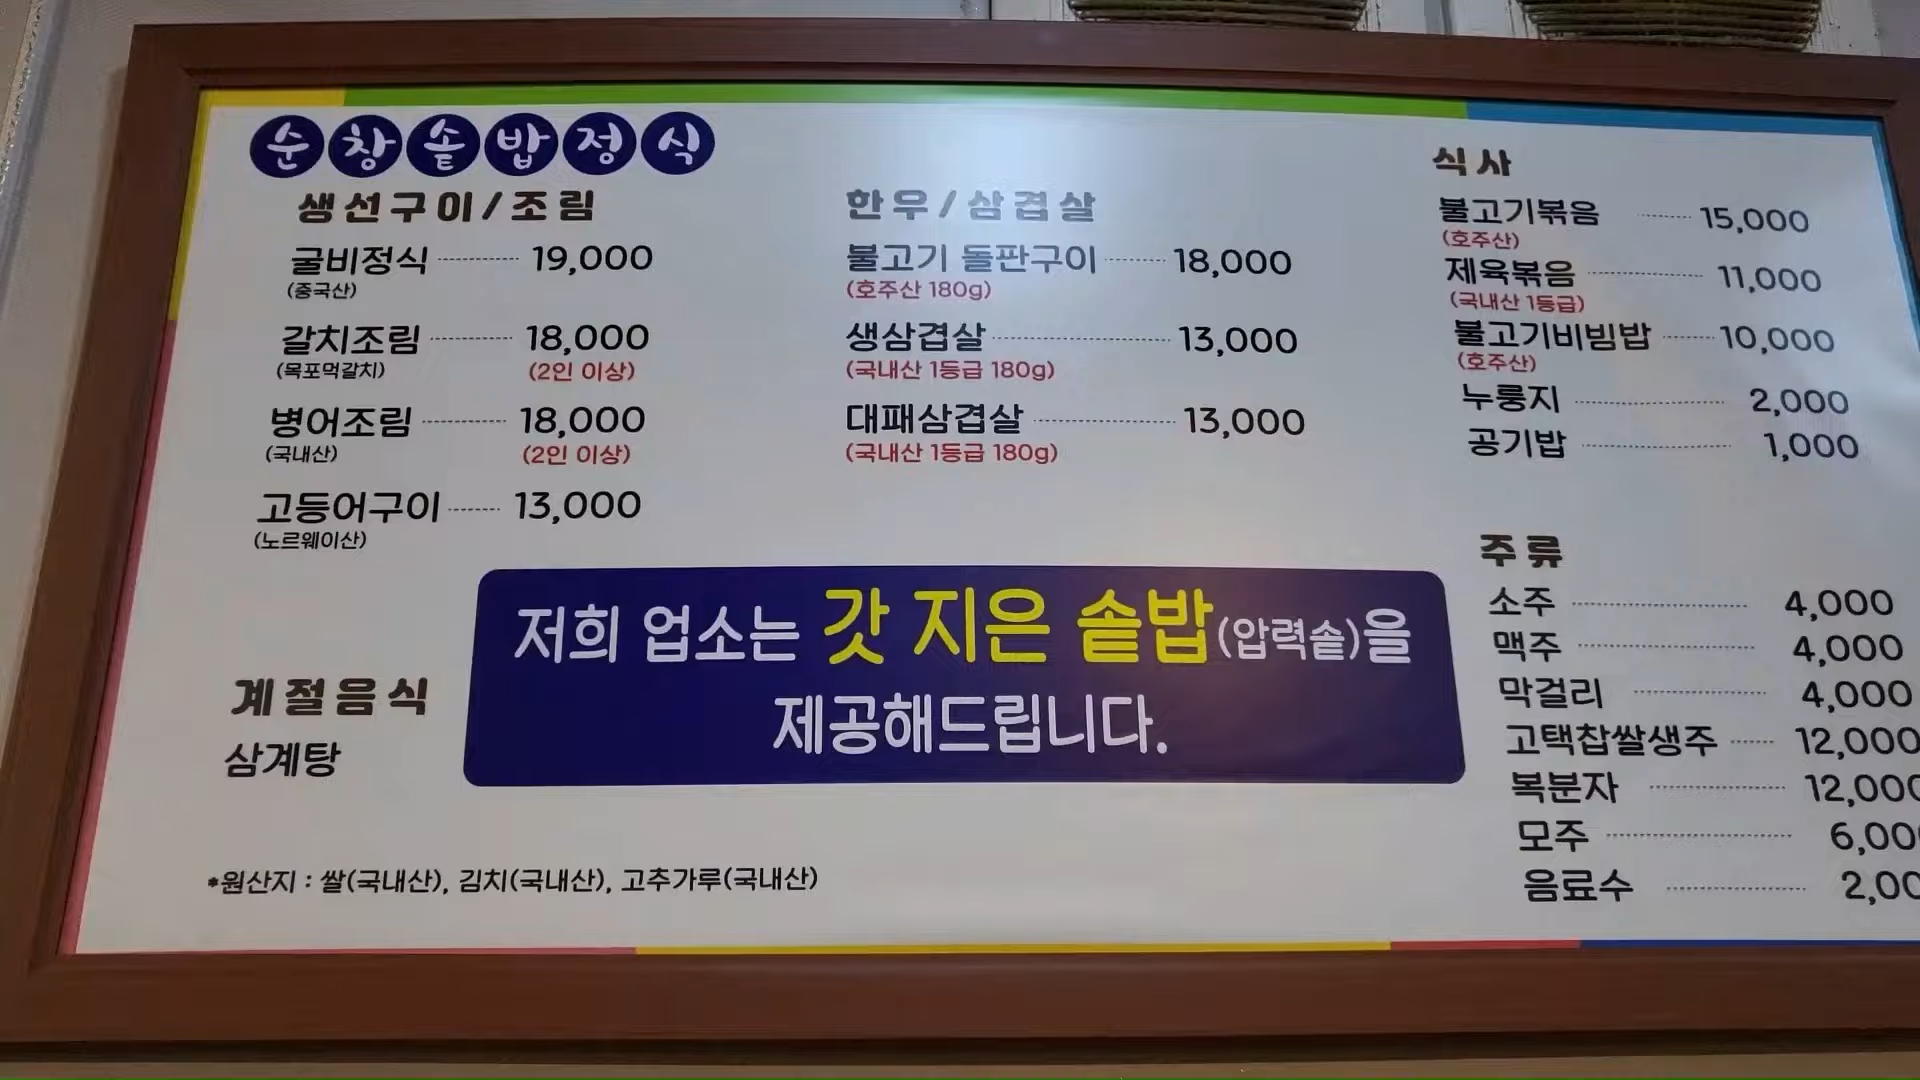 순창솥밥정식
생선구이/조림
굴비정식 19,000
(중국산)
갈치조림 18,000
(목포먹갈치) (2인 이상)
병어조림 18,000
(국내산) (2인 이상)
고등어구이 13,000
(노르웨이산)
한우/삼겹살
불고기 돌판구이 18,000
(호주산 180g)
생삼겹살 13,000
(국내산 1등급 180g)
대패삼겹살 13,000
(국내산 1등급 180g)
식사
불고기볶음 15,000
(호주산)
제육볶음 11,000
(국내산 1등급)
불고기비빔밥 10,000
(호주산)
누룽지 2,000
공기밥 1,000
주류
소주 4,000
맥주 4,000
막걸리 4,000
고택찹쌀생주 12,000
복분자 12,000
모주 6,00
음료수 2,00
저희 업소는 갓 지은 솥밥(압력솥)을
제공해드립니다.
계절음식
삼계탕
*원산지 : 쌀(국내산), 김치(국내산), 고추가루(국내산)